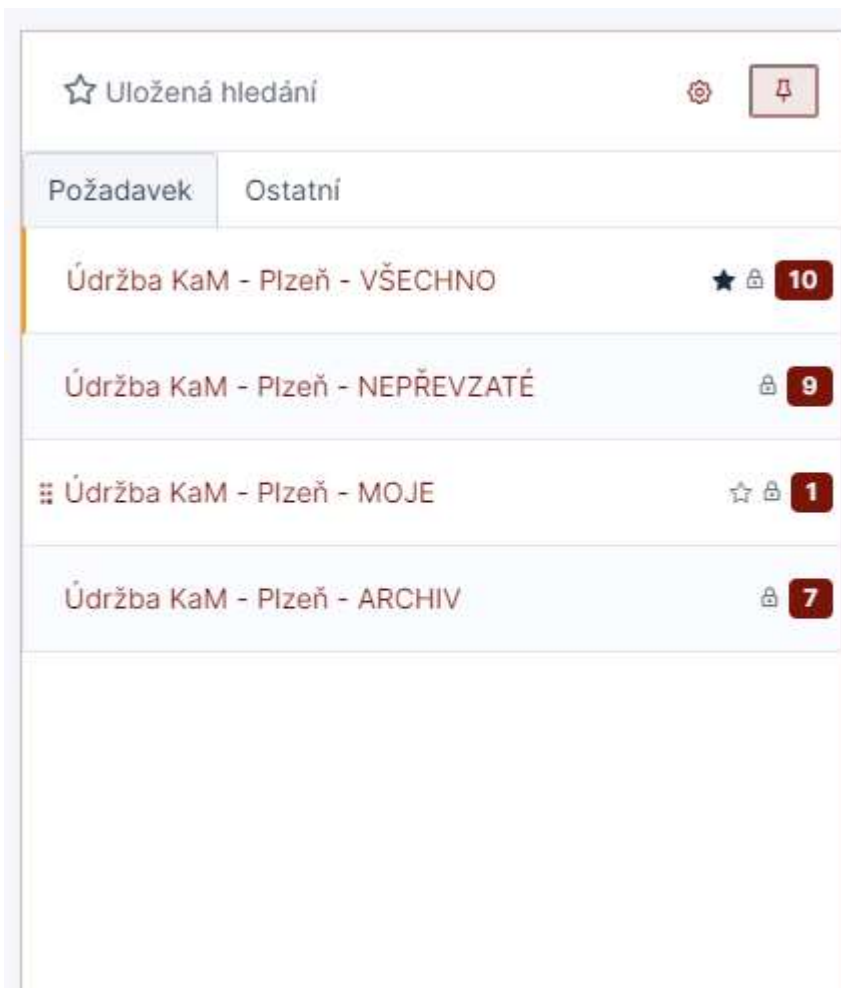 Uložená hledání
Požadavek Ostatní
Údržba KaM - Plzeň - VŠECHNO 10
Údržba KaM - Plzeň - NEPŘEVZATÉ 9
Údržba KaM - Plzeň - MOJE 1
Údržba KaM - Plzeň - ARCHIV 7